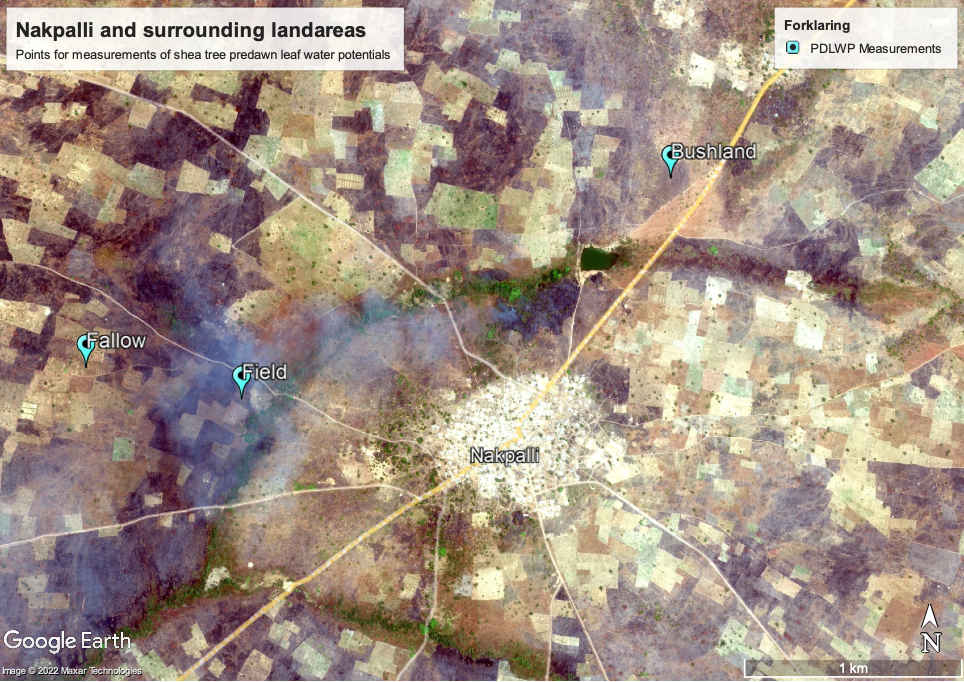 Nakpalli and surrounding landareas
Points for measurements of shea tree predawn leaf water potentials
Forklaring
PDLWP Measurements
Bushland
Fallow
Field
Nakpalli
Google Earth
Image © 2022 Maxar Technologies
N
1 km